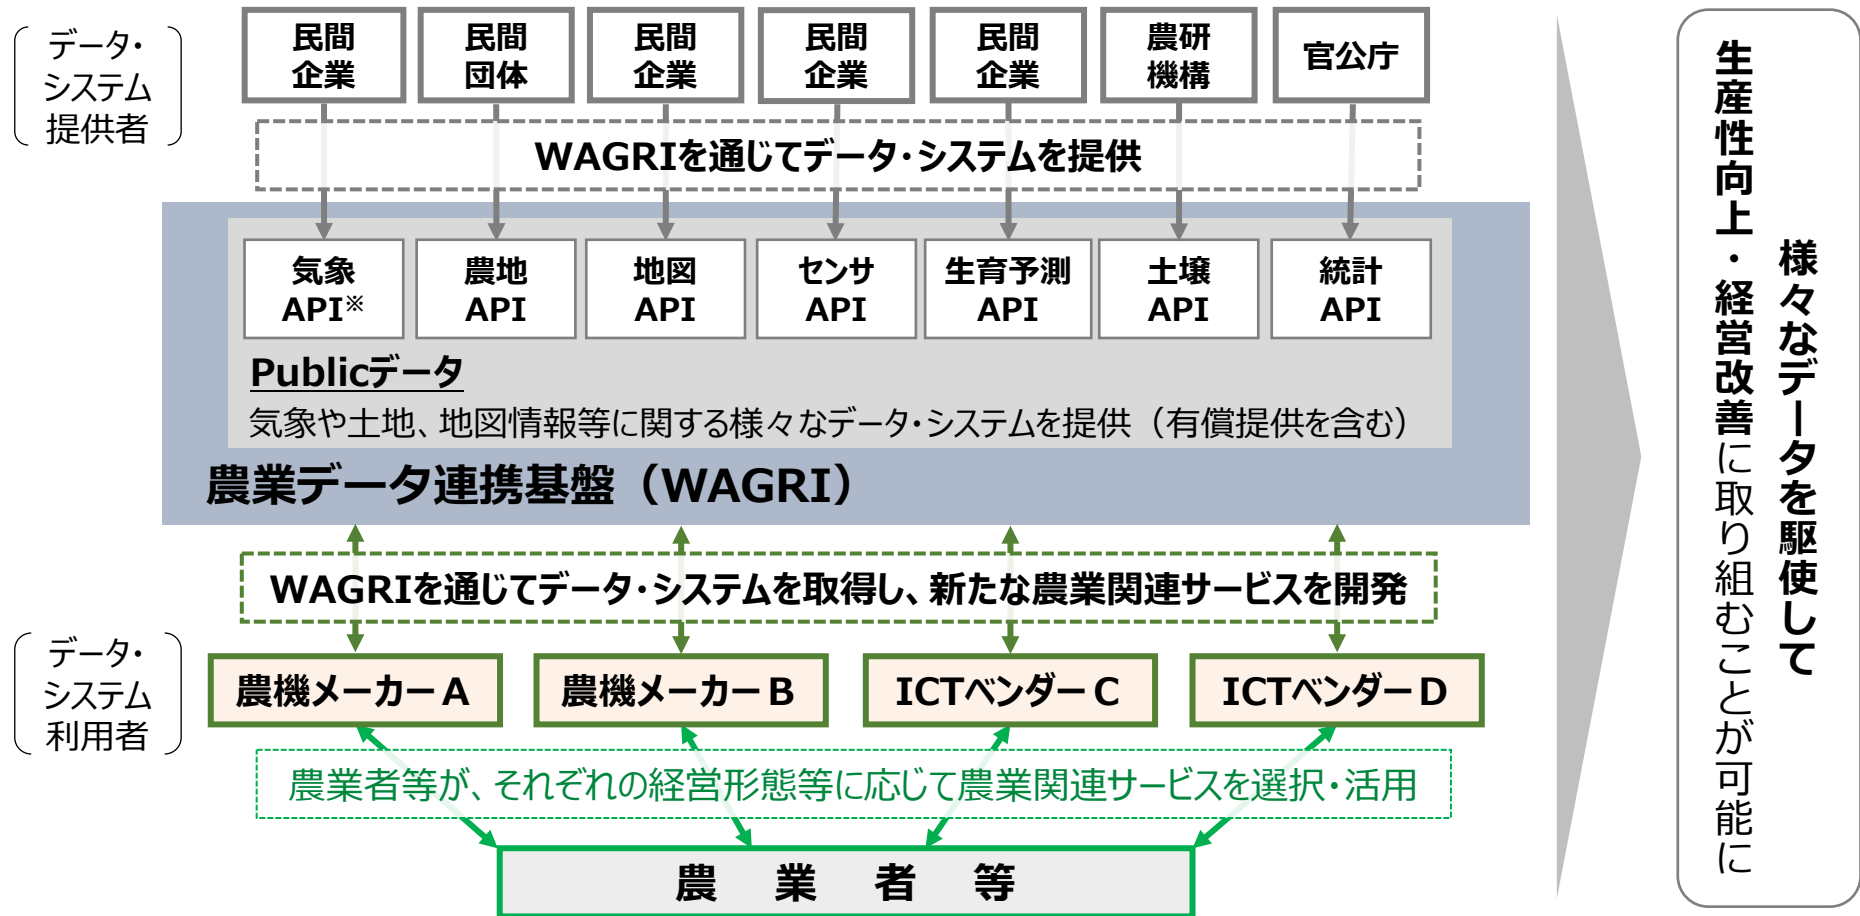 データ・
システム
提供者
民間
企業
民間
団体
民間
企業
民間
企業
民間
企業
農研
機構
官公庁
WAGRIを通じてデータ・システムを提供
気象
API※
農地
API
地図
API
センサ
API
生育予測
API
土壌
API
統計
API
Publicデータ
気象や土地、地図情報等に関する様々なデータ・システムを提供（有償提供を含む）
農業データ連携基盤（WAGRI）
WAGRIを通じてデータ・システムを取得し、新たな農業関連サービスを開発
データ・
システム
利用者
農機メーカーA
農機メーカーB
ICTベンダーC
ICTベンダーD
農業者等が、それぞれの経営形態等に応じて農業関連サービスを選択・活用
農業者等
様々なデータを駆使して
生産性向上・経営改善に取り組むことが可能に